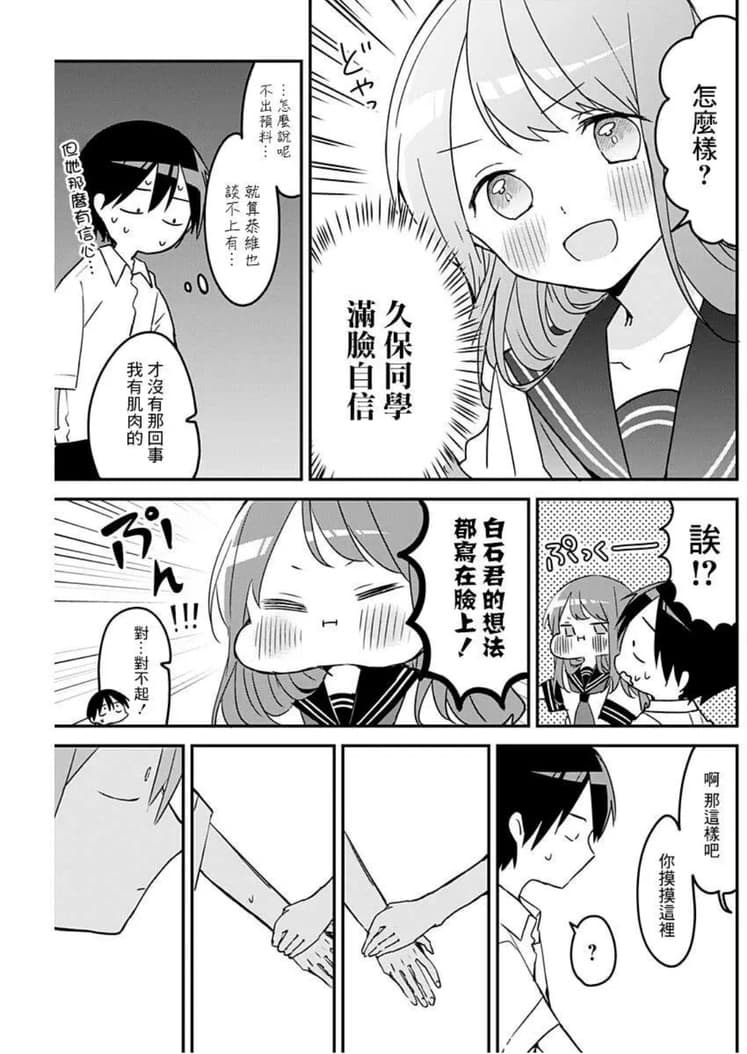 怎麼樣?
どやっ
久保同學
滿臉自信
…怎麼說呢
不出預料…
就算恭維也
談不上有…
但她那麼有信心…
才沒有那回事
我有肌肉的
誒!?
ぷっくーー
白石君的想法
都寫在臉上!
ぷん!!!
對…對不起!
啊 那這樣吧
你摸摸這裡
?